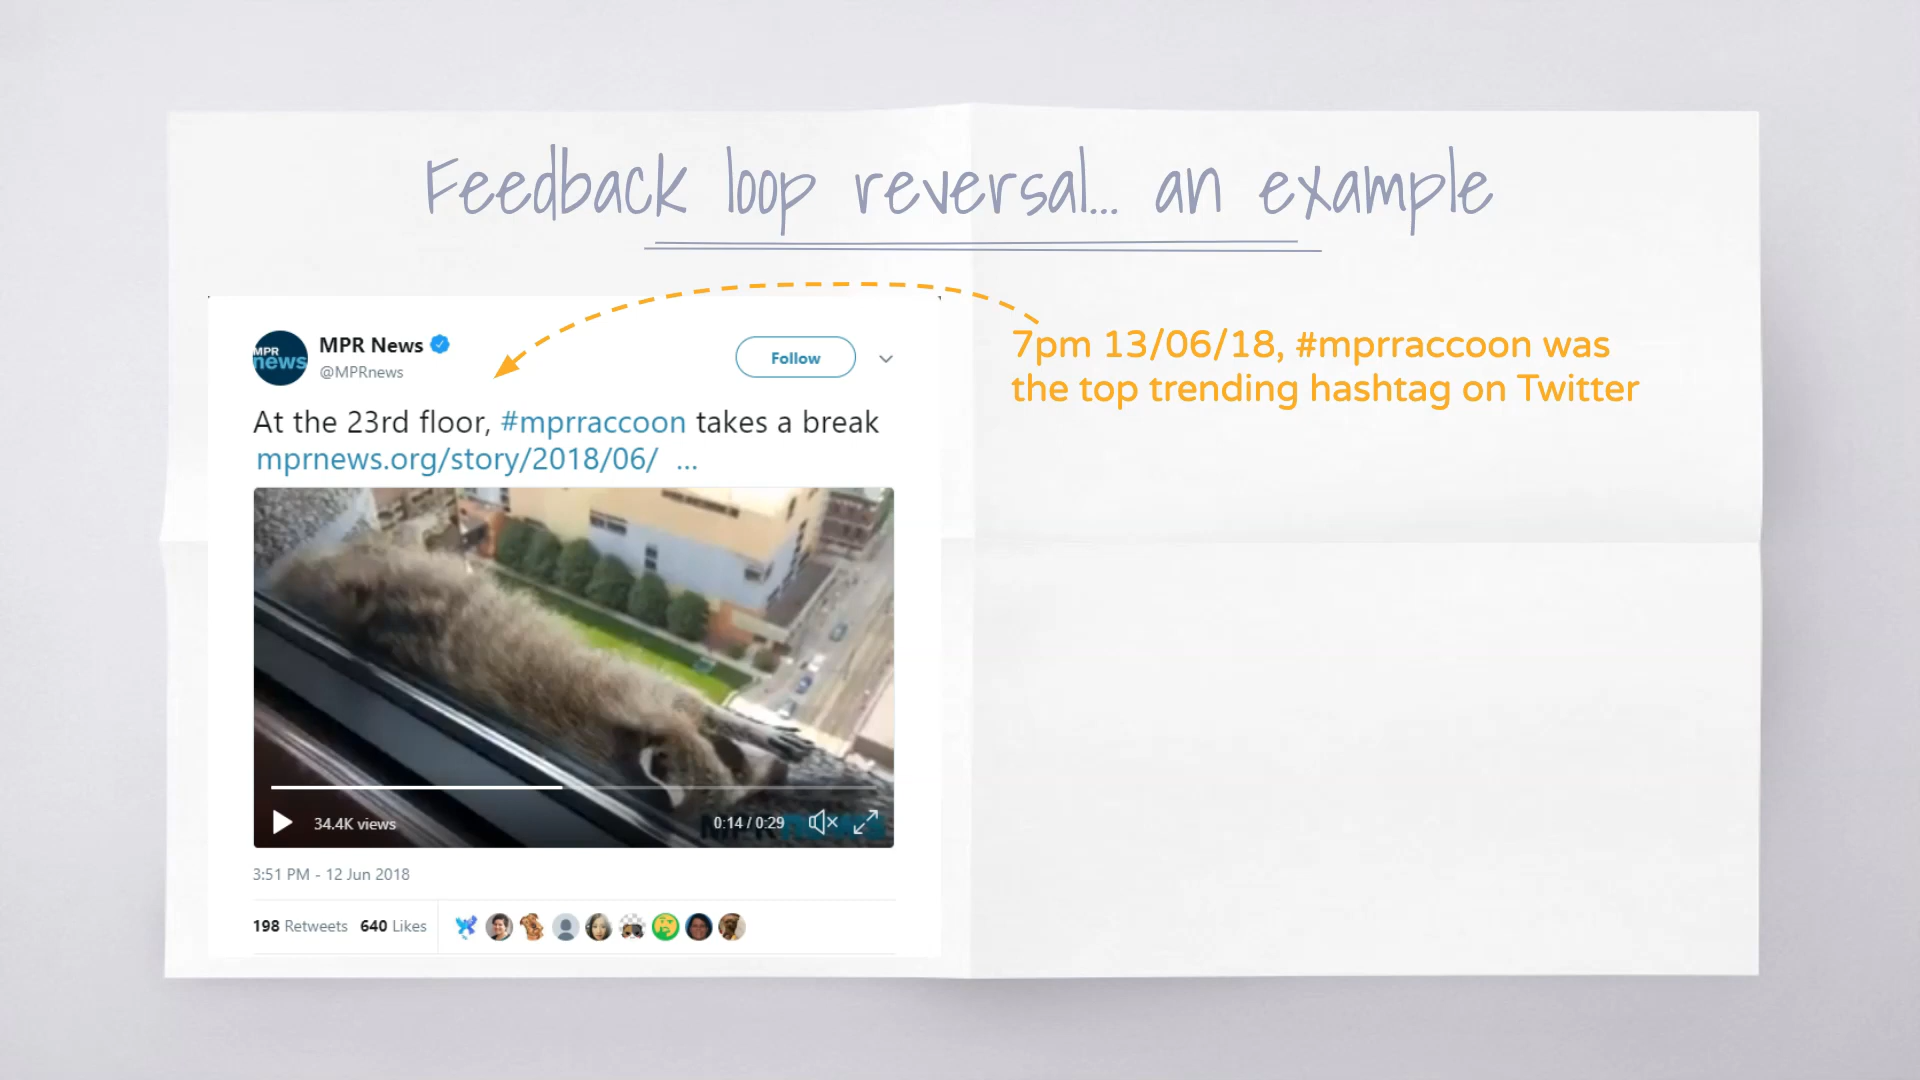 Feedback loop reversal... an example
MPR News
@MPRnews
Follow
MPR
news
At the 23rd floor, #mprraccoon takes a break
mprnews.org/story/2018/06/ ...
34.4K views
0:14 / 0:29
MPR NEWS
3:51 PM - 12 Jun 2018
198 Retweets 640 Likes
7pm 13/06/18, #mprraccoon was
the top trending hashtag on Twitter